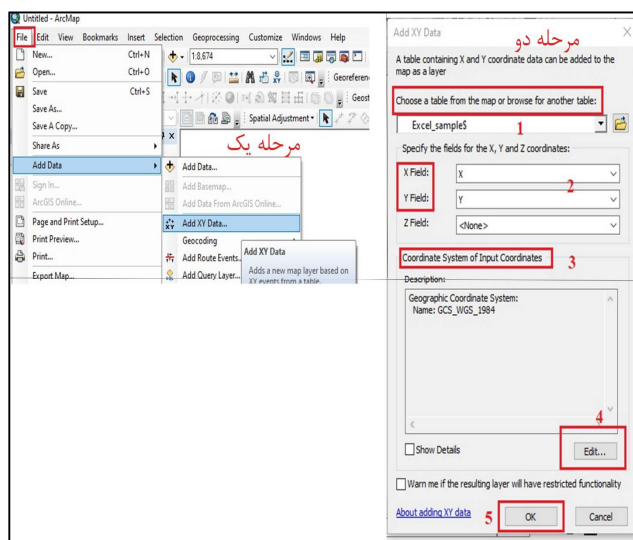 Untitled - ArcMap
File Edit View Bookmarks Insert Selection Geoprocessing Customize Windows Help
New... Ctrl+N
1:8,674
Open... Ctrl+O
Georeferen
Save Ctrl+S
Save As...
Geost
Save A Copy...
Spatial Adjustment
Share As
مرحله یک
Add Data
Add Data...
Sign In...
Add Basemap...
ArcGIS Online...
Add Data From ArcGIS Online...
Page and Print Setup...
Add XY Data...
Print Preview...
Geocoding
Print...
Add Route Events...
Export Map...
Add Query Layer...
Add XY Data
Adds a new map layer based on
XY events from a table.
Add XY Data
مرحله دو
A table containing X and Y coordinate data can be added to the
map as a layer
Choose a table from the map or browse for another table:
Excel_sample$
1
Specify the fields for the X, Y and Z coordinates:
X Field: X
2
Y Field: Y
Z Field: <None>
Coordinate System of Input Coordinates
3
Description:
Geographic Coordinate System:
Name: GCS_WGS_1984
4
Show Details
Edit...
Warn me if the resulting layer will have restricted functionality
About adding XY data
5
OK
Cancel